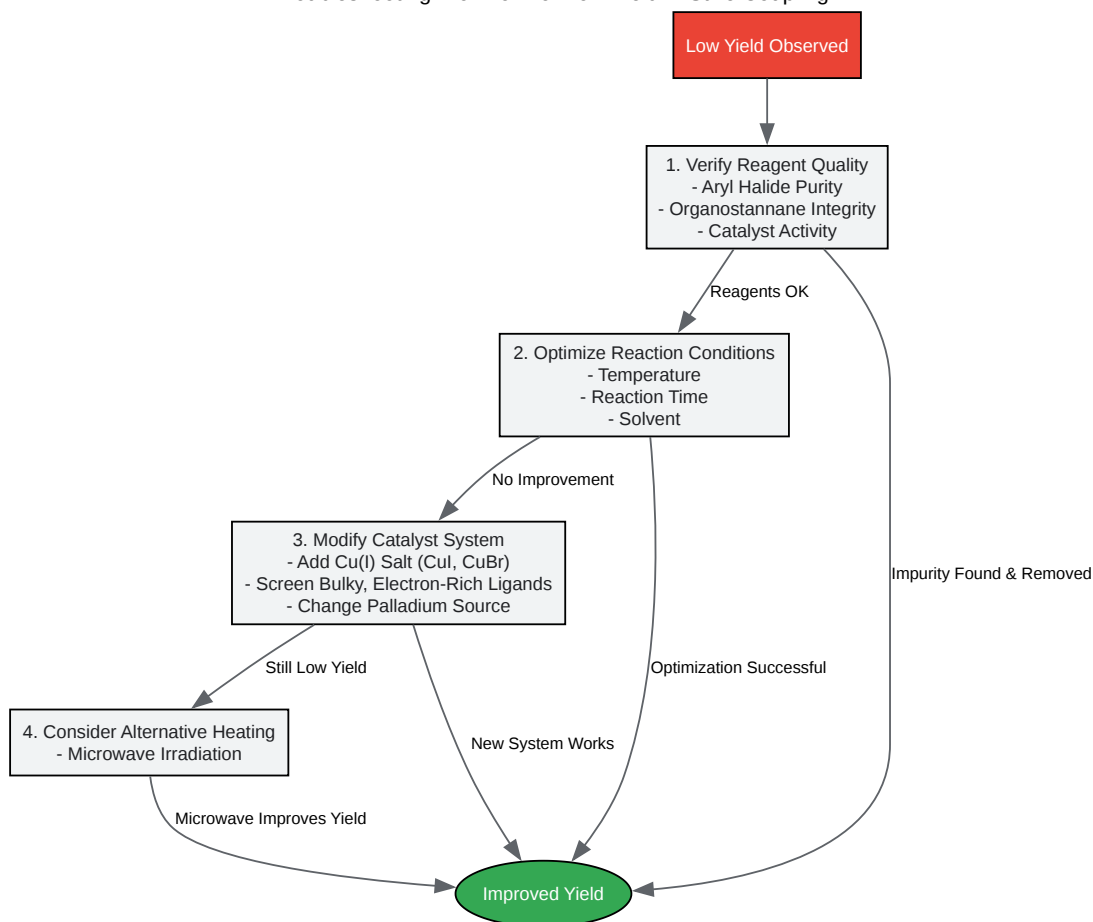 Low Yield Observed
1. Verify Reagent Quality
- Aryl Halide Purity
- Organostannane Integrity
- Catalyst Activity
Reagents OK
2. Optimize Reaction Conditions
- Temperature
- Reaction Time
- Solvent
No Improvement
3. Modify Catalyst System
- Add Cu(I) Salt (CuI, CuBr)
- Screen Bulky, Electron-Rich Ligands
- Change Palladium Source
Impurity Found & Removed
Still Low Yield
Optimization Successful
4. Consider Alternative Heating
- Microwave Irradiation
New System Works
Microwave Improves Yield
Improved Yield